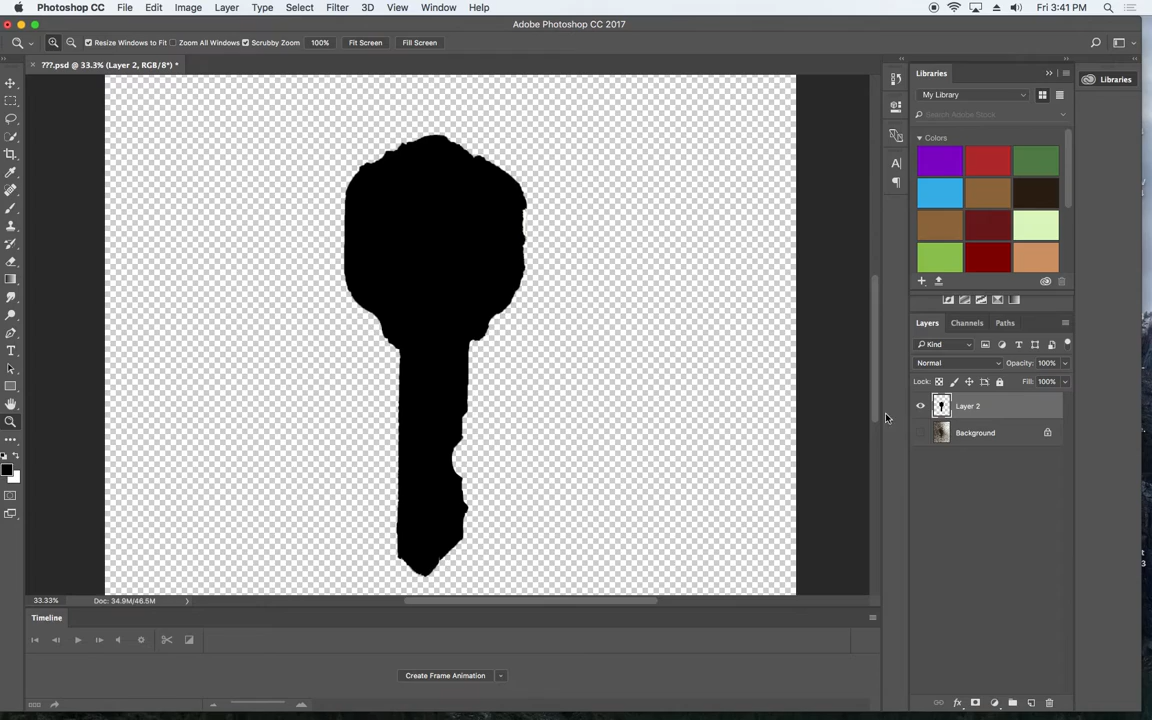 Photoshop CC File Edit Image Layer Type Select Filter 3D View Window Help Fri 3:41 PM
Adobe Photoshop CC 2017
Resize Windows to Fit Zoom All Windows Scrubby Zoom 100% Fit Screen Fill Screen
???.psd @ 33.3% (Layer 2, RGB/8*) *
Libraries
Libraries
My Library
Search Adobe Stock
Colors
Layers Channels Paths
Kind
Normal Opacity: 100%
Lock: Fill: 100%
Layer 2
Background
33.33% Doc: 34.9M/46.5M
Timeline
Create Frame Animation